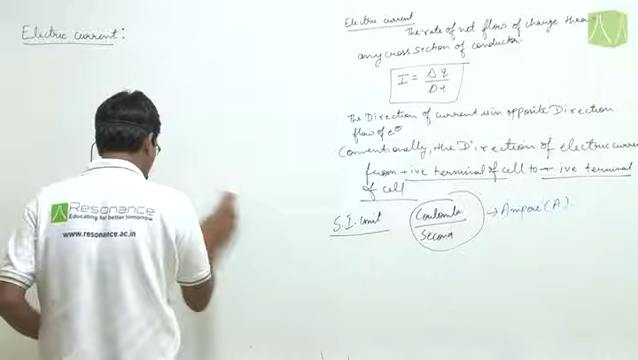 Electric current:
Electric current
The rate of net flow of charge through
any cross section of conductor.
I = Δq
Δt
The Direction of current is in opposite Direction
flow of e⊖
Conventionally, the Direction of electric curre
from +ive terminal of cell to -ive terminal
of cell
S.I. unit
Coulomb
Second
→ Ampere (A).
Resonance
Educating for better tomorrow
www.resonance.ac.in